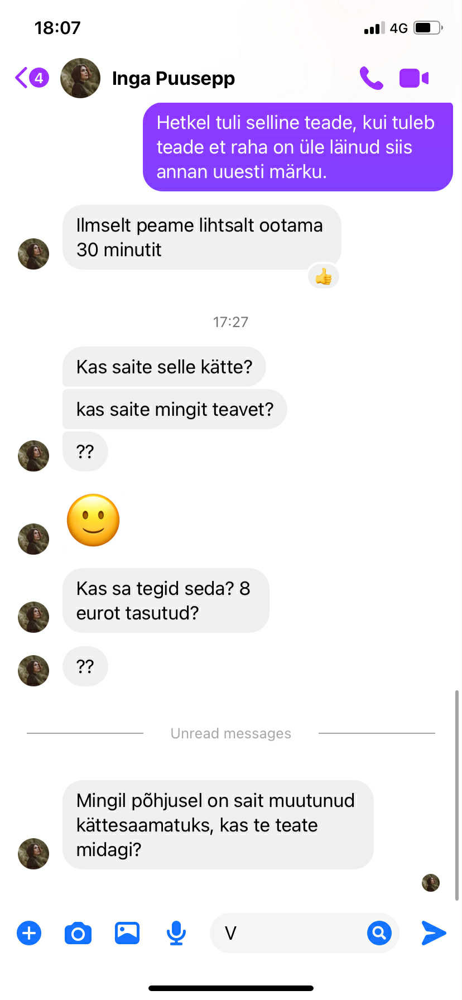 18:07
4G
4
Inga Puusepp
Hetkel tuli selline teade, kui tuleb
teade et raha on üle läinud siis
annan uuesti märku.
Ilmselt peame lihtsalt ootama
30 minutit
17:27
Kas saite selle kätte?
kas saite mingit teavet?
??
Kas sa tegid seda? 8
eurot tasutud?
??
Unread messages
Mingil põhjusel on sait muutunud
kättesaamatuks, kas te teate
midagi?
V